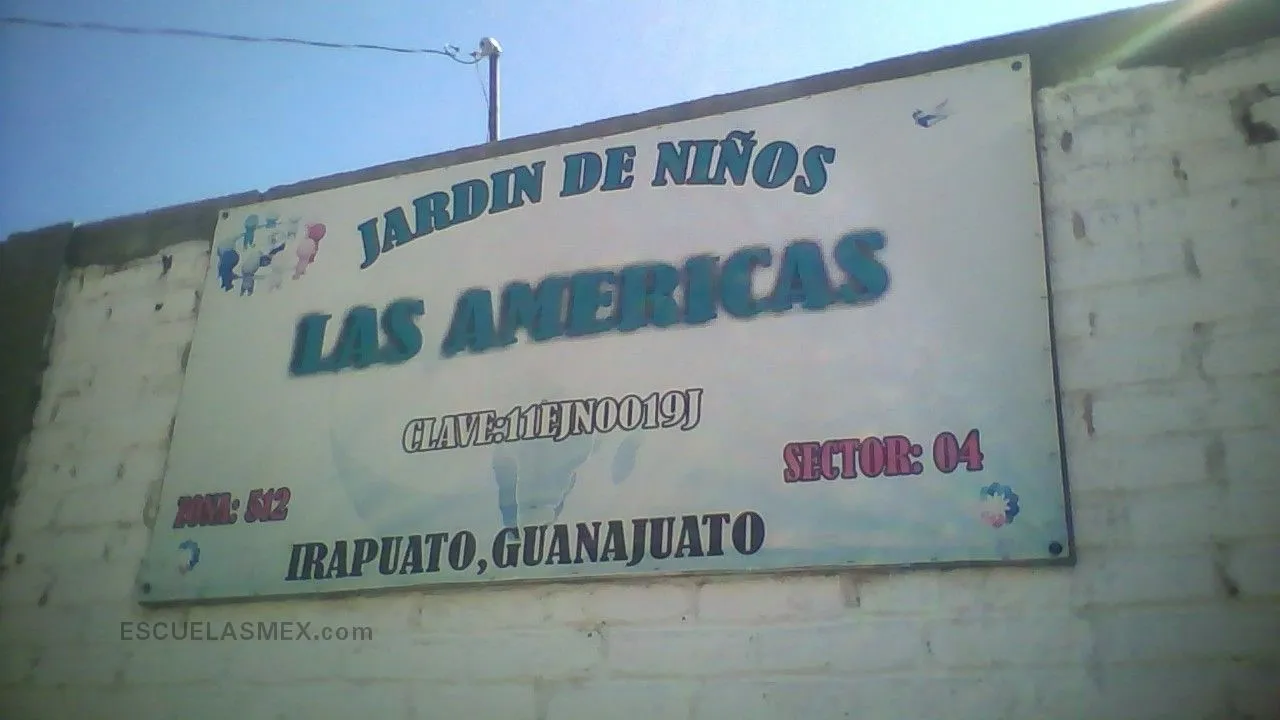 JARDIN DE NIÑOS
LAS AMERICAS
CLAVE:11EJN0019J
SECTOR: 04
ZONA: 512
IRAPUATO, GUANAJUATO
ESCUELASMEX.com